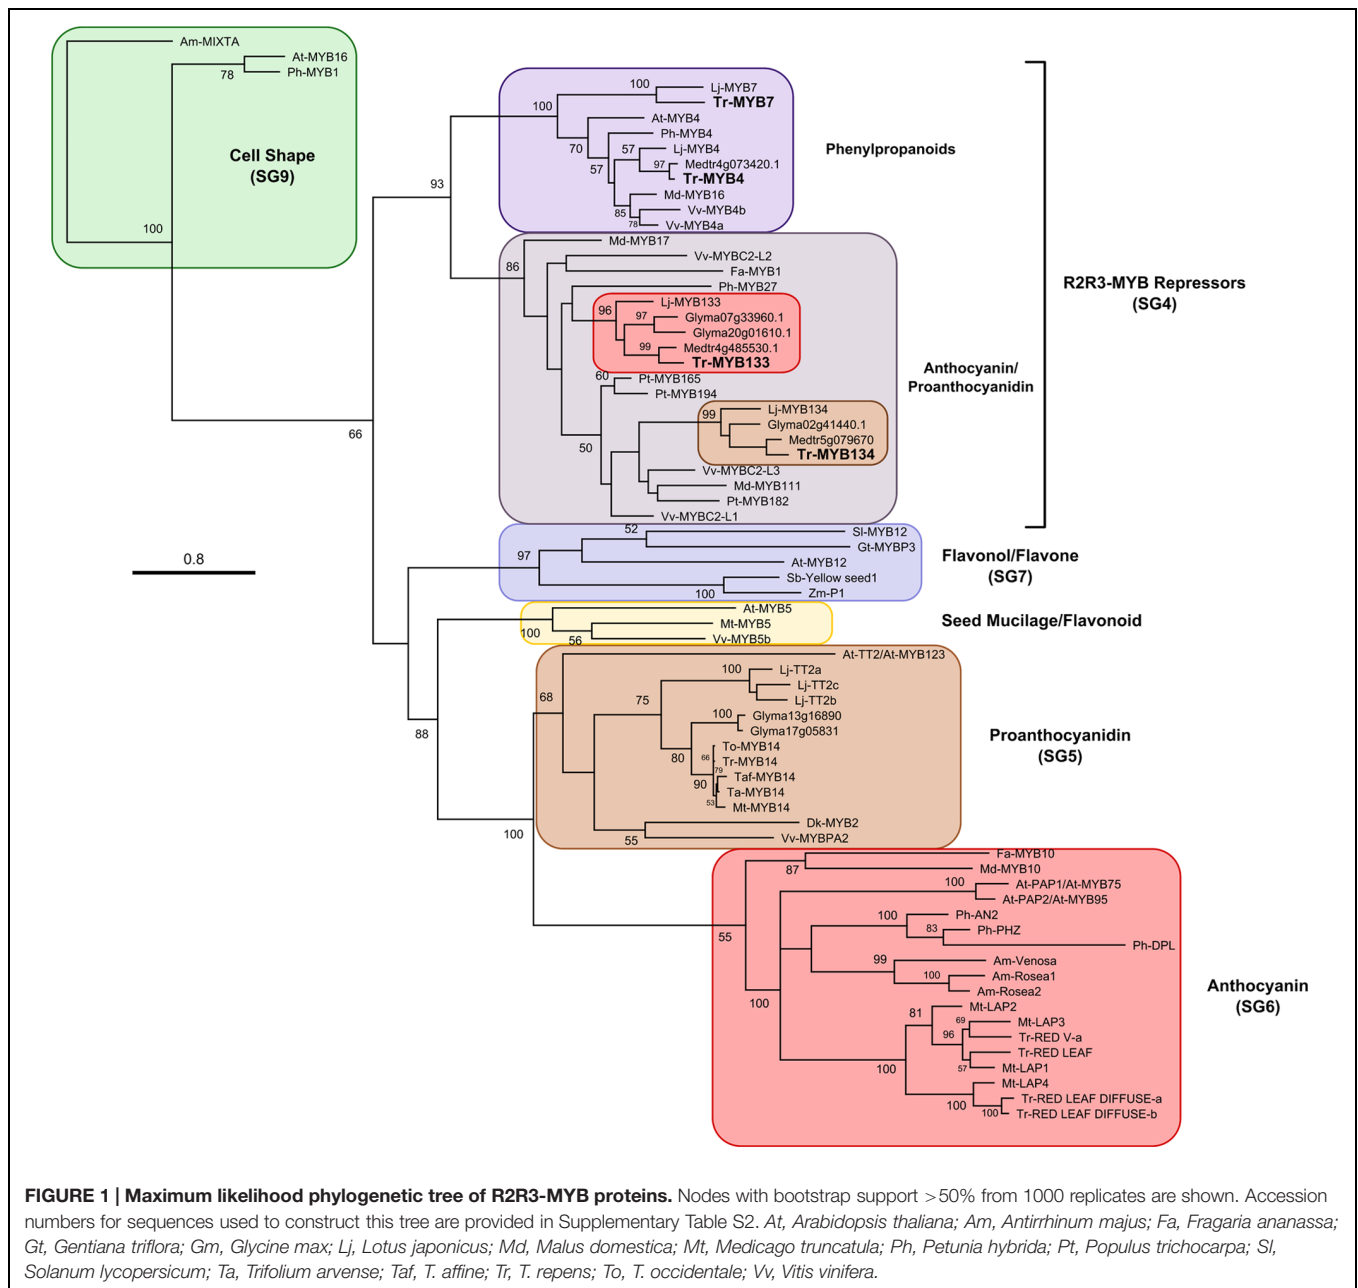 Am-MIXTA
At-MYB16
78
Ph-MYB1
Cell Shape
(SG9)
100
100
Lj-MYB7
Tr-MYB7
100
At-MYB4
Ph-MYB4
70
57
Lj-MYB4
97
Medtr4g073420.1
57
Tr-MYB4
Md-MYB16
85
Vv-MYB4b
78
Vv-MYB4a
Phenylpropanoids
93
Md-MYB17
86
Vv-MYBC2-L2
Fa-MYB1
Ph-MYB27
Lj-MYB133
96
97
Glyma07g33960.1
Glyma20g01610.1
99
Medtr4g485530.1
Tr-MYB133
60
Pt-MYB165
Pt-MYB194
99
Lj-MYB134
Glyma02g41440.1
Medtr5g079670
Tr-MYB134
50
Vv-MYBC2-L3
Md-MYB111
Pt-MYB182
Vv-MYBC2-L1
Anthocyanin/
Proanthocyanidin
R2R3-MYB Repressors
(SG4)
66
0.8
52
Sl-MYB12
Gt-MYBP3
97
At-MYB12
Sb-Yellow seed1
100
Zm-P1
Flavonol/Flavone
(SG7)
At-MYB5
100
Mt-MYB5
56
Vv-MYB5b
Seed Mucilage/Flavonoid
88
At-TT2/At-MYB123
68
100
Lj-TT2a
Lj-TT2c
75
Lj-TT2b
100
Glyma13g16890
Glyma17g05831
80
To-MYB14
66
Tr-MYB14
79
Taf-MYB14
90
Ta-MYB14
53
Mt-MYB14
Dk-MYB2
55
Vv-MYBPA2
Proanthocyanidin
(SG5)
100
Fa-MYB10
87
Md-MYB10
100
At-PAP1/At-MYB75
At-PAP2/At-MYB95
100
Ph-AN2
83
Ph-PHZ
Ph-DPL
55
99
Am-Venosa
100
Am-Rosea1
Am-Rosea2
100
81
Mt-LAP2
69
Mt-LAP3
96
Tr-RED V-a
Tr-RED LEAF
57
Mt-LAP1
100
Mt-LAP4
100
Tr-RED LEAF DIFFUSE-a
100
Tr-RED LEAF DIFFUSE-b
Anthocyanin
(SG6)
FIGURE 1 | Maximum likelihood phylogenetic tree of R2R3-MYB proteins. Nodes with bootstrap support >50% from 1000 replicates are shown. Accession
numbers for sequences used to construct this tree are provided in Supplementary Table S2. At, Arabidopsis thaliana; Am, Antirrhinum majus; Fa, Fragaria ananassa;
Gt, Gentiana triflora; Gm, Glycine max; Lj, Lotus japonicus; Md, Malus domestica; Mt, Medicago truncatula; Ph, Petunia hybrida; Pt, Populus trichocarpa; Sl,
Solanum lycopersicum; Ta, Trifolium arvense; Taf, T. affine; Tr, T. repens; To, T. occidentale; Vv, Vitis vinifera.